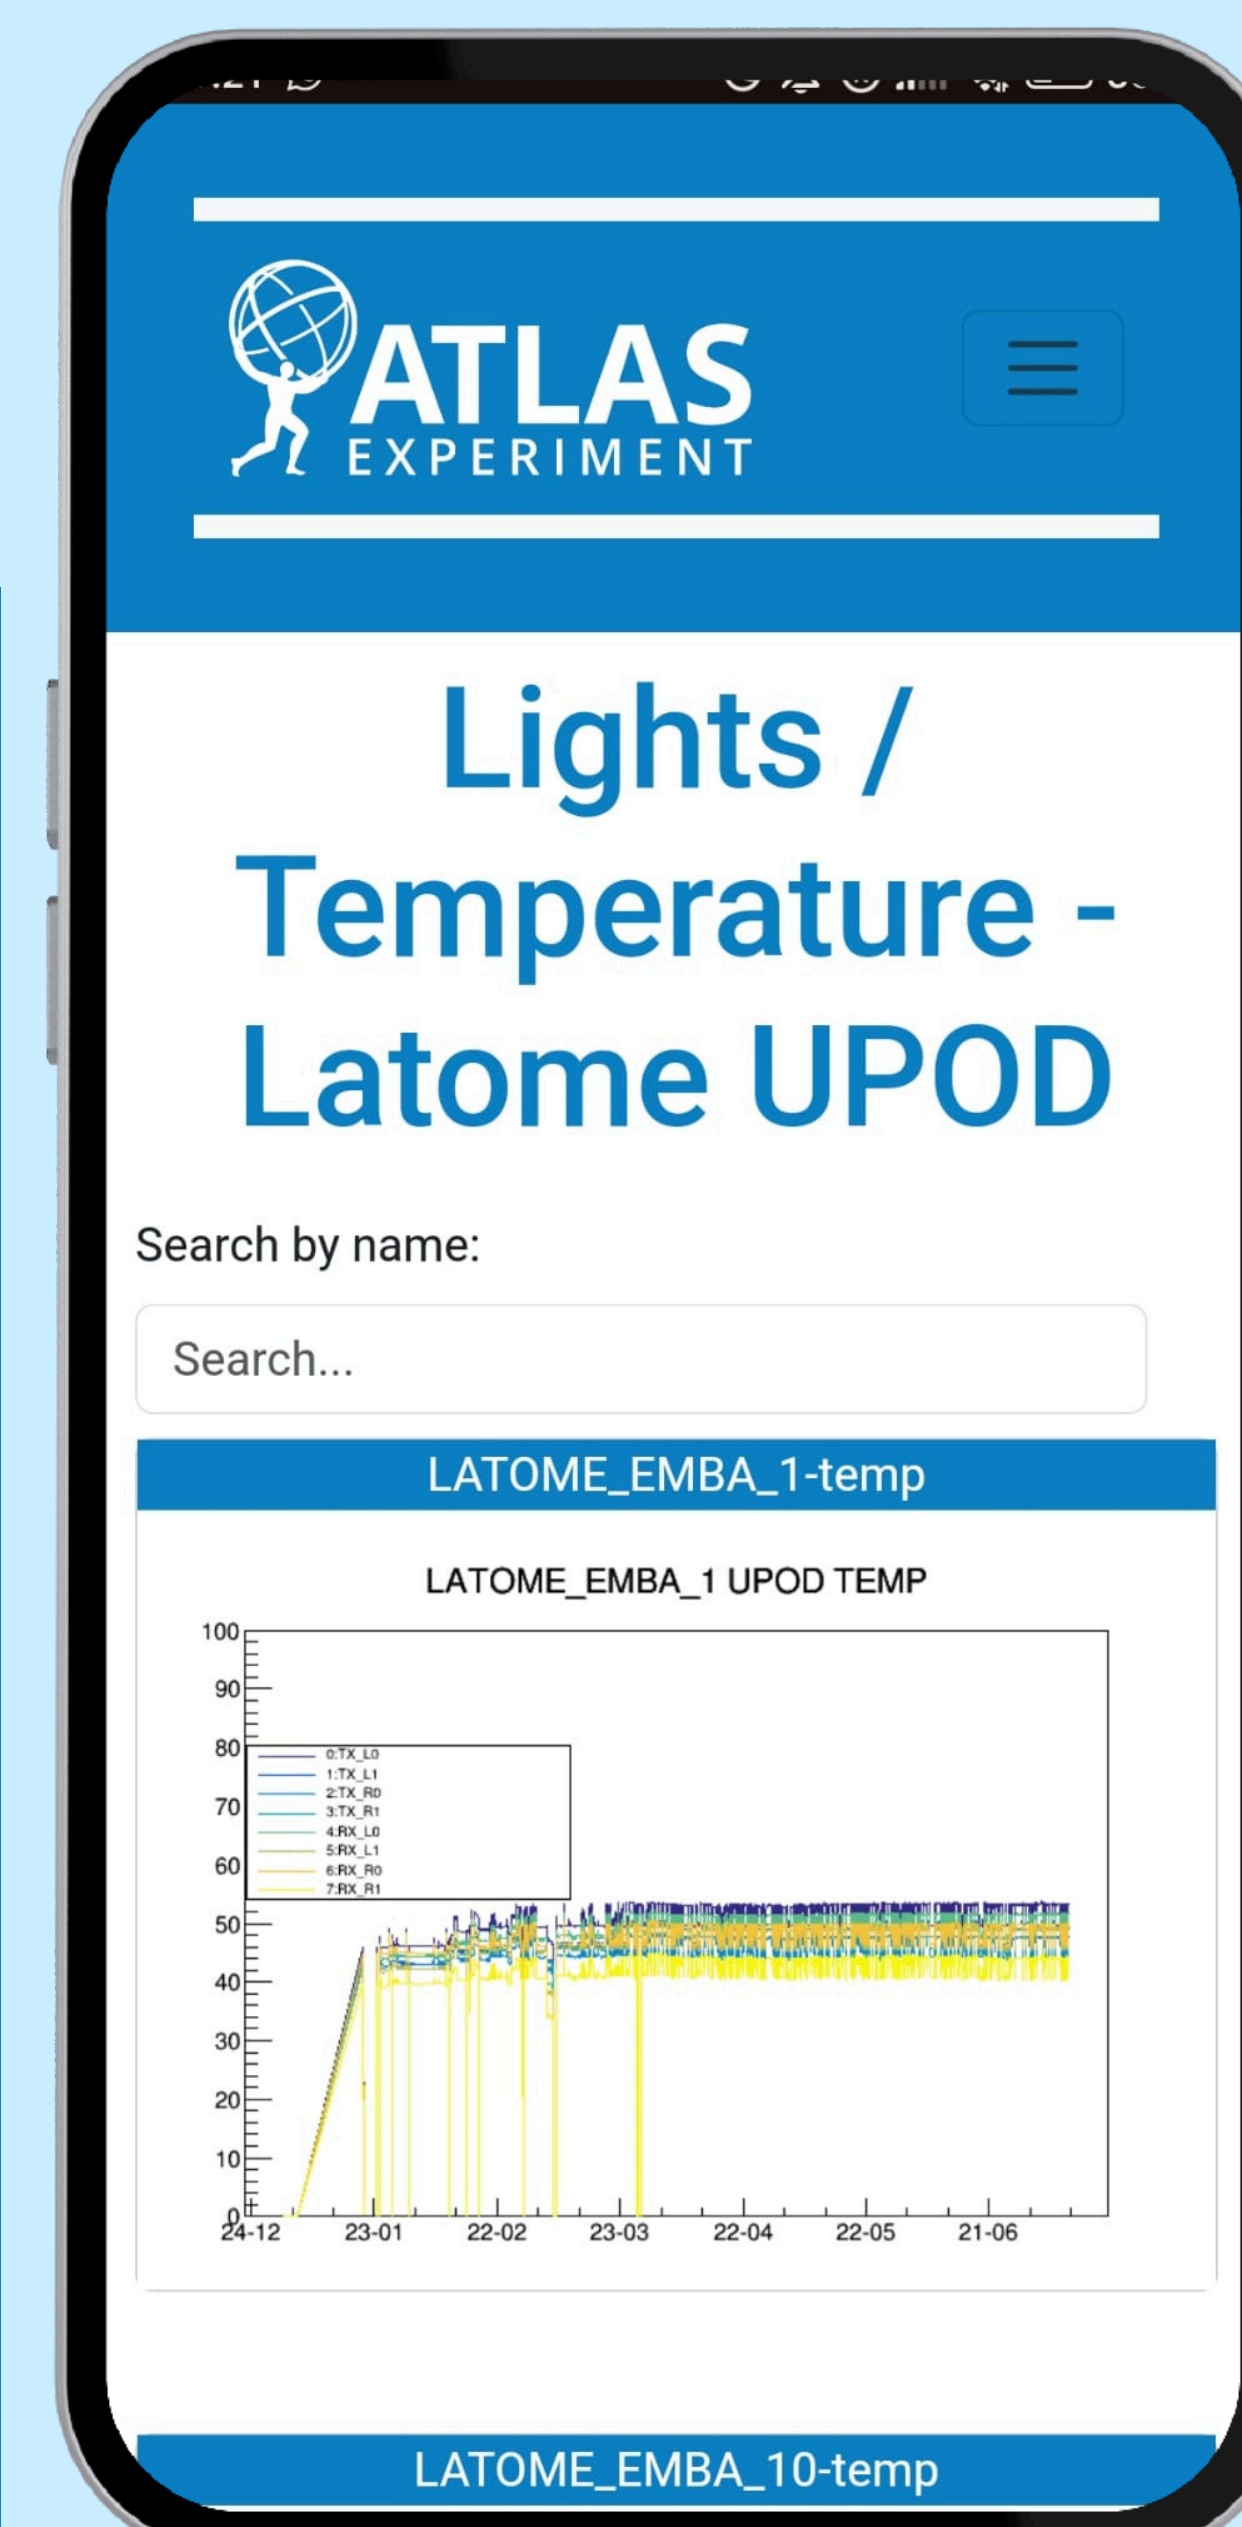 ATLAS
EXPERIMENT
Lights /
Temperature -
Latome UPOD
Search by name:
Search...
LATOME_EMBA_1-temp
LATOME_EMBA_1 UPOD TEMP
100
90
80
70
60
50
40
30
20
10
0
0:TX_L0
1:TX_L1
2:TX_R0
3:TX_R1
4:RX_L0
5:RX_L1
6:RX_R0
7:RX_R1
24-12 23-01 22-02 23-03 22-04 22-05 21-06
LATOME_EMBA_10-temp